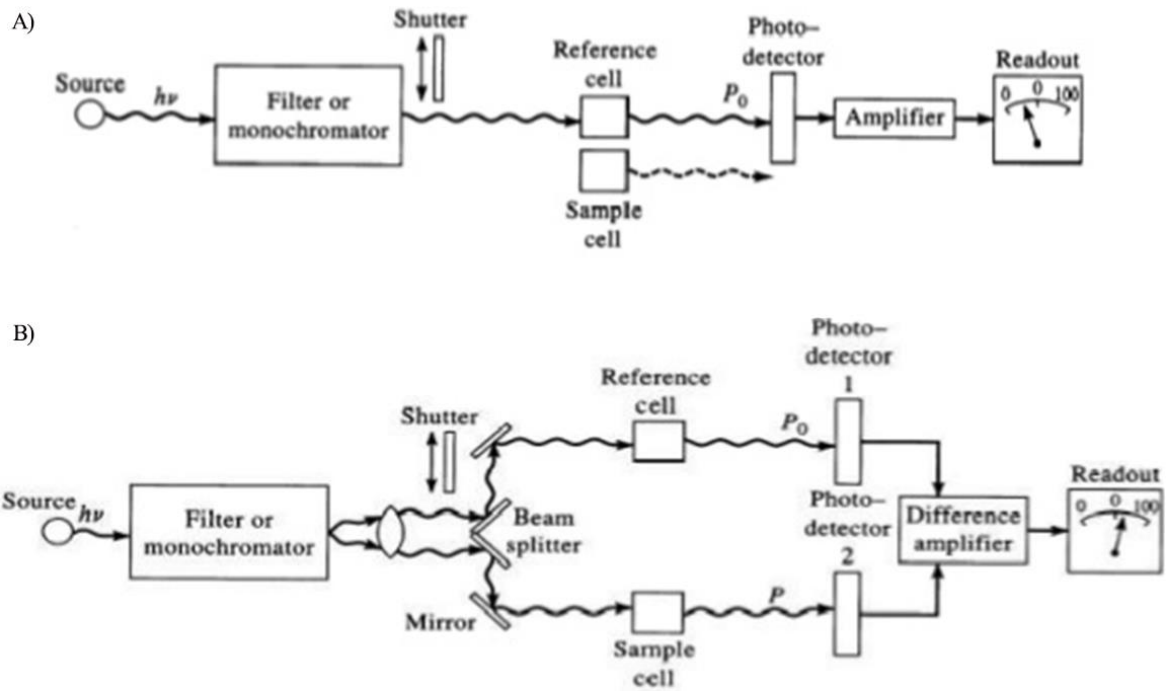 A)
Shutter
Photo-
detector
Reference
cell
Readout
Source
hν
P₀
0 0 100
Filter or
monochromator
Amplifier
Sample
cell
B)
Photo-
detector
1
Reference
cell
Shutter
P₀
Readout
Source
hν
Photo-
detector
2
0 0 100
Filter or
monochromator
Beam
splitter
Difference
amplifier
Mirror
P
Sample
cell